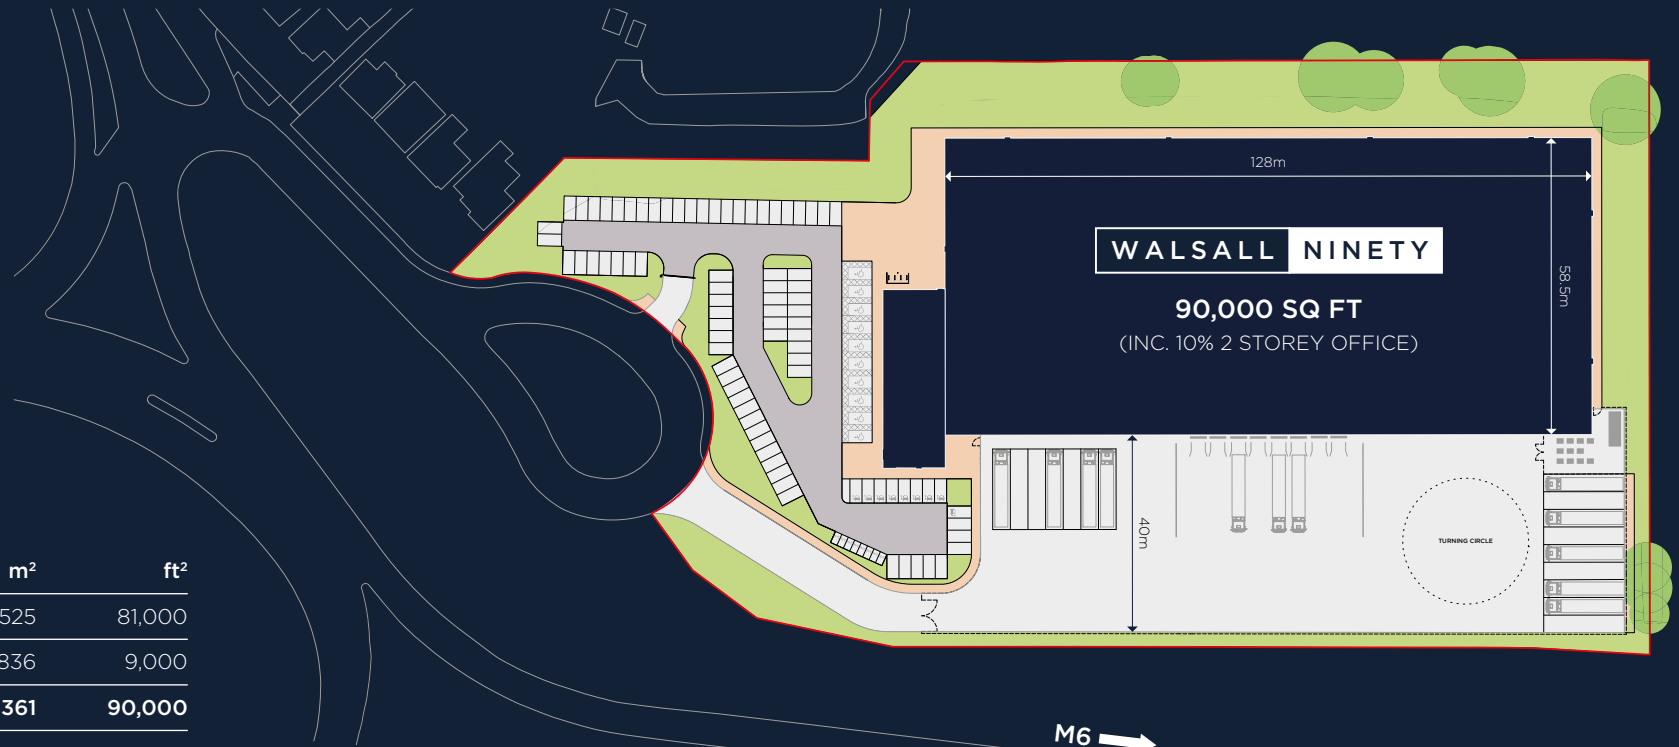 128m
58.5m
WALSALL NINETY
90,000 SQ FT
(INC. 10% 2 STOREY OFFICE)
40m
TURNING CIRCLE
m² ft²
525 81,000
836 9,000
361 90,000
M6